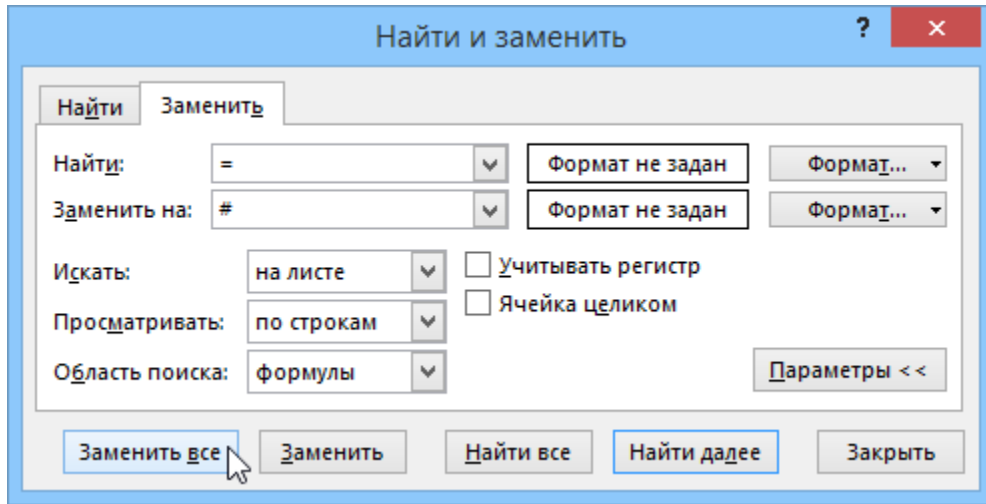 Найти и заменить ? ×
Найти Заменить
Найти: = Формат не задан Формат...
Заменить на: # Формат не задан Формат...
Искать: на листе Учитывать регистр
Ячейка целиком
Просматривать: по строкам
Область поиска: формулы Параметры <<
Заменить все Заменить Найти все Найти далее Закрыть